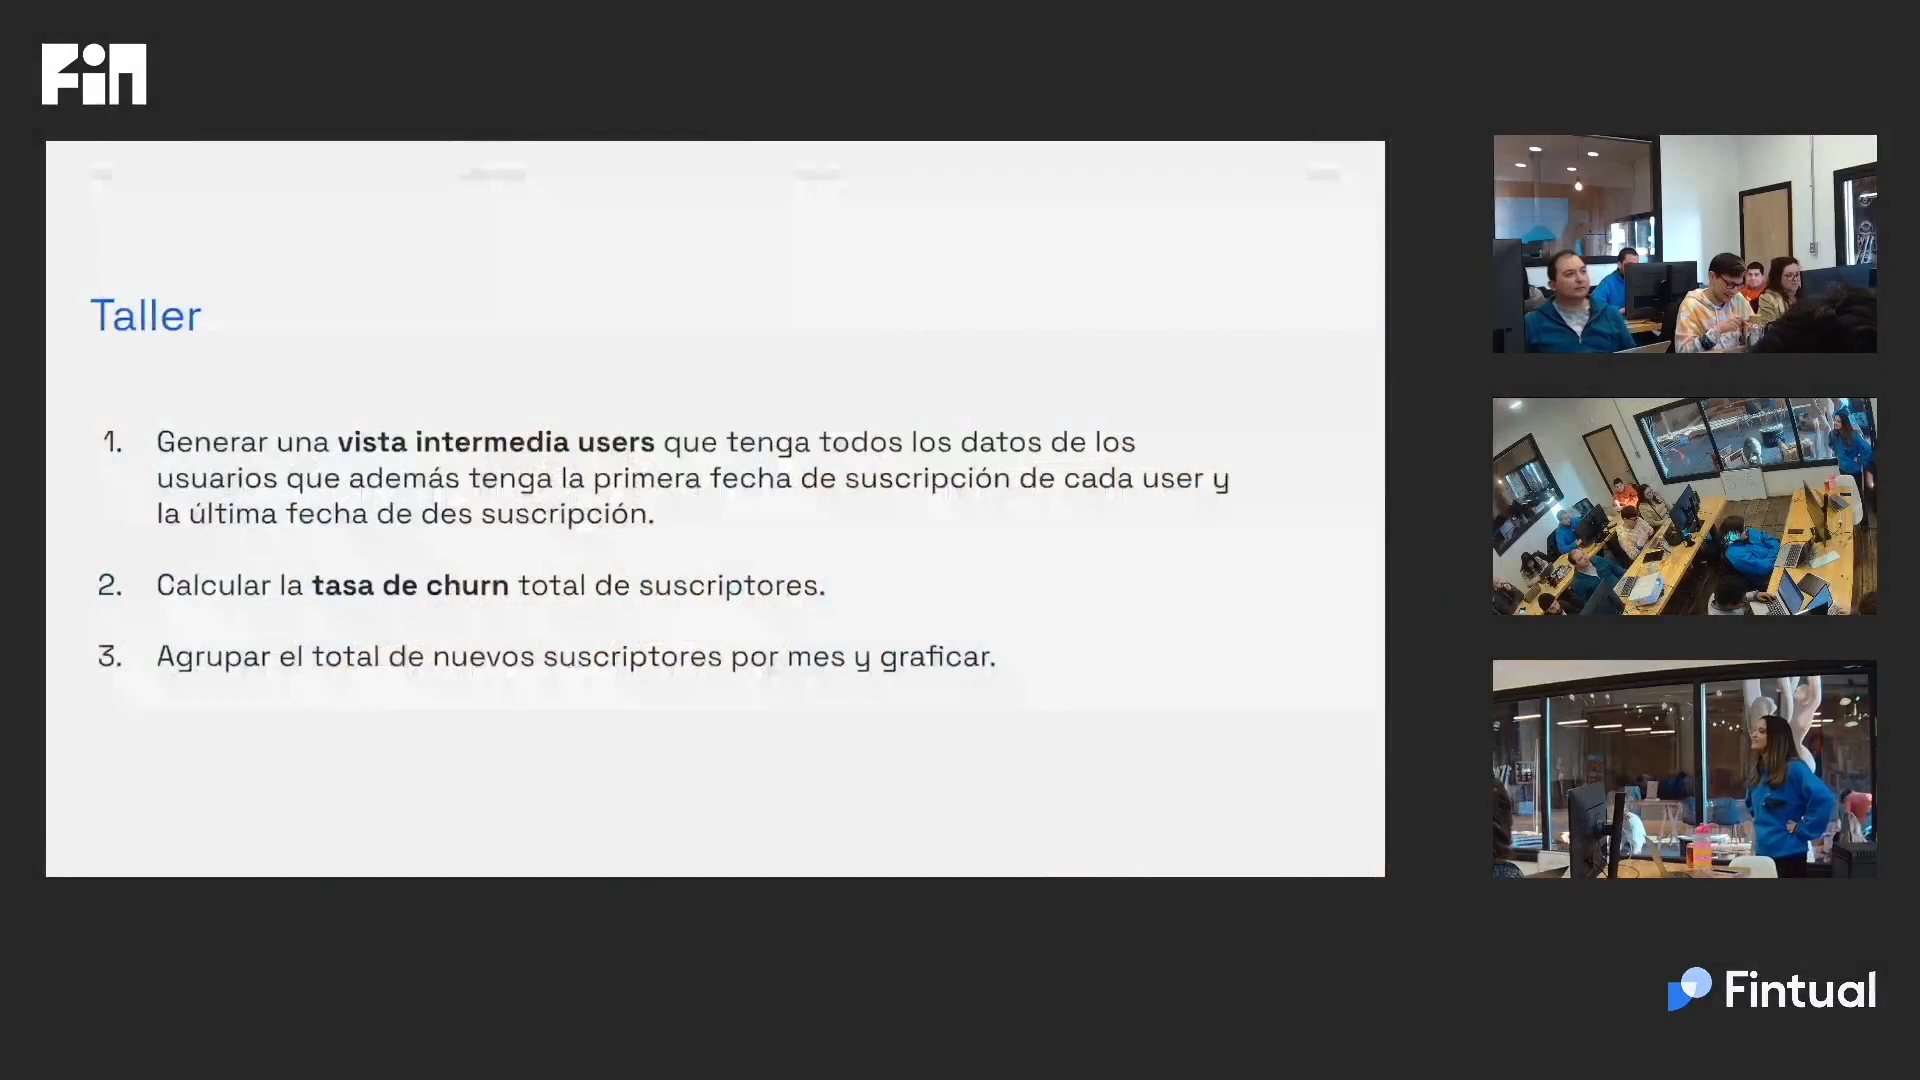 Fin
Taller
1. Generar una vista intermedia users que tenga todos los datos de los
usuarios que además tenga la primera fecha de suscripción de cada user y
la última fecha de des suscripción.
2. Calcular la tasa de churn total de suscriptores.
3. Agrupar el total de nuevos suscriptores por mes y graficar.
Fintual